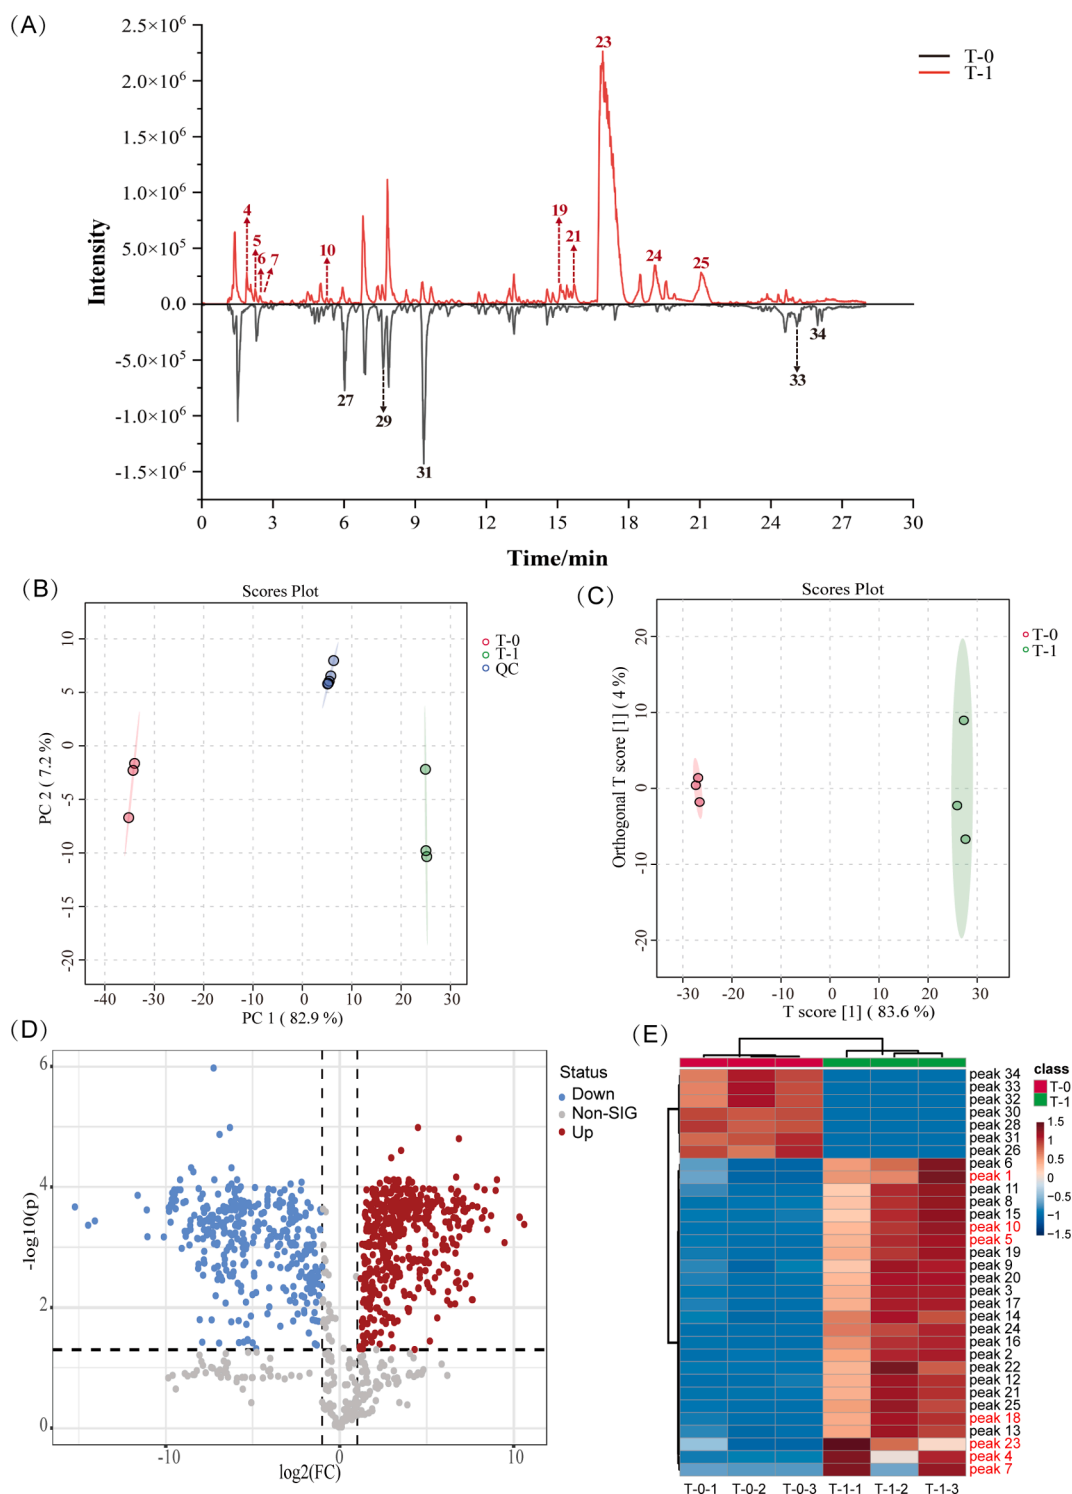 (A)
2.5×10⁶
2.0×10⁶
1.5×10⁶
1.0×10⁶
5.0×10⁵
0.0
-5.0×10⁵
-1.0×10⁶
-1.5×10⁶
Intensity
T-0
T-1
23
4
5
6
7
10
19
21
24
25
27
29
31
33
34
0 3 6 9 12 15 18 21 24 27 30
Time/min
(B)
Scores Plot
10
5
0
-5
-10
-15
-20
PC 2 ( 7.2 %)
-40 -30 -20 -10 0 10 20 30
PC 1 ( 82.9 %)
T-0
T-1
QC
(C)
Scores Plot
20
10
0
-10
-20
Orthogonal T score [1] ( 4 %)
-30 -20 -10 0 10 20 30
T score [1] ( 83.6 %)
T-0
T-1
(D)
6
4
2
0
-log10(p)
-10 0 10
log2(FC)
Status
Down
Non-SIG
Up
(E)
peak 34
peak 33
peak 32
peak 30
peak 28
peak 31
peak 26
peak 6
peak 1
peak 11
peak 8
peak 15
peak 10
peak 5
peak 19
peak 9
peak 20
peak 3
peak 17
peak 14
peak 24
peak 16
peak 2
peak 22
peak 12
peak 21
peak 25
peak 18
peak 13
peak 23
peak 4
peak 7
T-0-1 T-0-2 T-0-3 T-1-1 T-1-2 T-1-3
class
T-0
T-1
1.5
1
0.5
0
-0.5
-1
-1.5